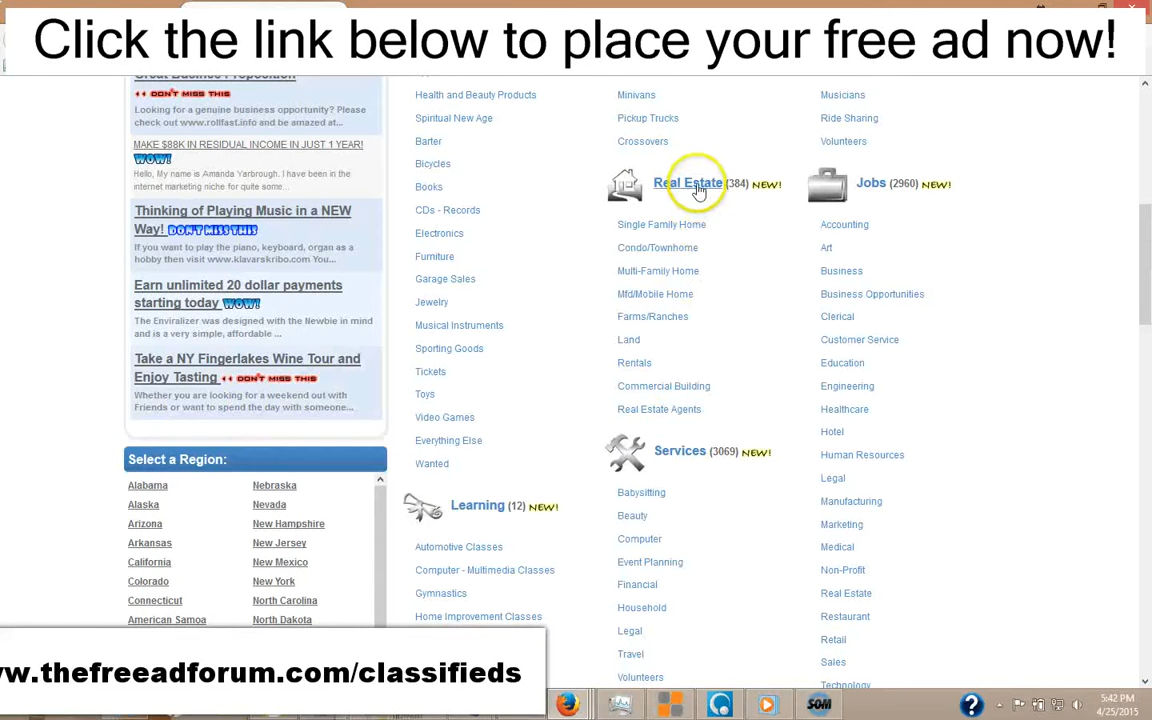 Click the link below to place your free ad now!
Great Business Proposition
DON'T MISS THIS
Looking for a genuine business opportunity? Please
check out www.rollfast.info and be amazed at...
MAKE $88K IN RESIDUAL INCOME IN JUST 1 YEAR!
WOW!
Hello, My name is Amanda Yarbrough. I have been in the
internet marketing niche for quite some...
Thinking of Playing Music in a NEW
Way! DON'T MISS THIS
If you want to play the piano, keyboard, organ as a
hobby then visit www.klavarskribo.com You...
Earn unlimited 20 dollar payments
starting today WOW!
The Enviralizer was designed with the Newbie in mind
and is a very simple, affordable ...
Take a NY Fingerlakes Wine Tour and
Enjoy Tasting DON'T MISS THIS
Whether you are looking for a weekend out with
Friends or want to spend the day with someone...
Select a Region:
Alabama
Alaska
Arizona
Arkansas
California
Colorado
Connecticut
American Samoa
Nebraska
Nevada
New Hampshire
New Jersey
New Mexico
New York
North Carolina
North Dakota
Health and Beauty Products
Spiritual New Age
Barter
Bicycles
Books
CDs - Records
Electronics
Furniture
Garage Sales
Jewelry
Musical Instruments
Sporting Goods
Tickets
Toys
Video Games
Everything Else
Wanted
Learning (12) NEW!
Automotive Classes
Computer - Multimedia Classes
Gymnastics
Home Improvement Classes
Minivans
Pickup Trucks
Crossovers
Real Estate (384) NEW!
Single Family Home
Condo/Townhome
Multi-Family Home
Mfd/Mobile Home
Farms/Ranches
Land
Rentals
Commercial Building
Real Estate Agents
Services (3069) NEW!
Babysitting
Beauty
Computer
Event Planning
Financial
Household
Legal
Travel
Volunteers
Musicians
Ride Sharing
Volunteers
Jobs (2960) NEW!
Accounting
Art
Business
Business Opportunities
Clerical
Customer Service
Education
Engineering
Healthcare
Hotel
Human Resources
Legal
Manufacturing
Marketing
Medical
Non-Profit
Real Estate
Restaurant
Retail
Sales
Technology
w.thefreeadforum.com/classifieds
SOM
?
5:42 PM
4/25/2015